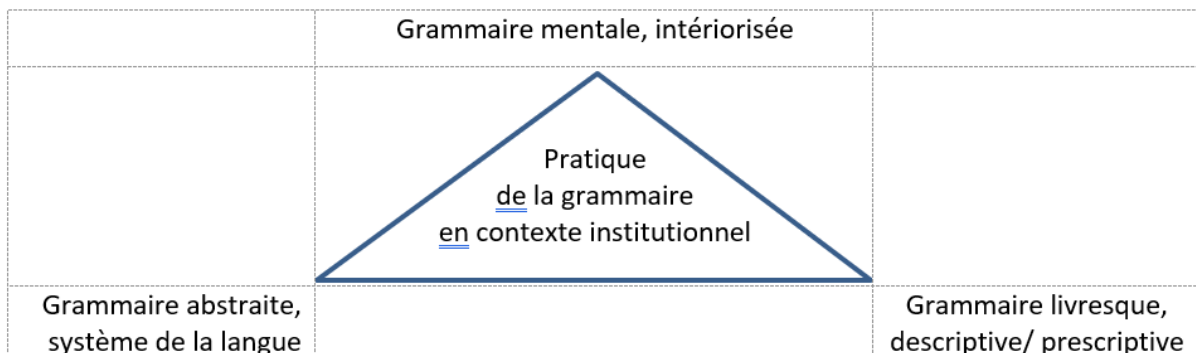 Grammaire mentale, intériorisée
Pratique
de la grammaire
en contexte institutionnel
Grammaire abstraite,
système de la langue
Grammaire livresque,
descriptive/ prescriptive